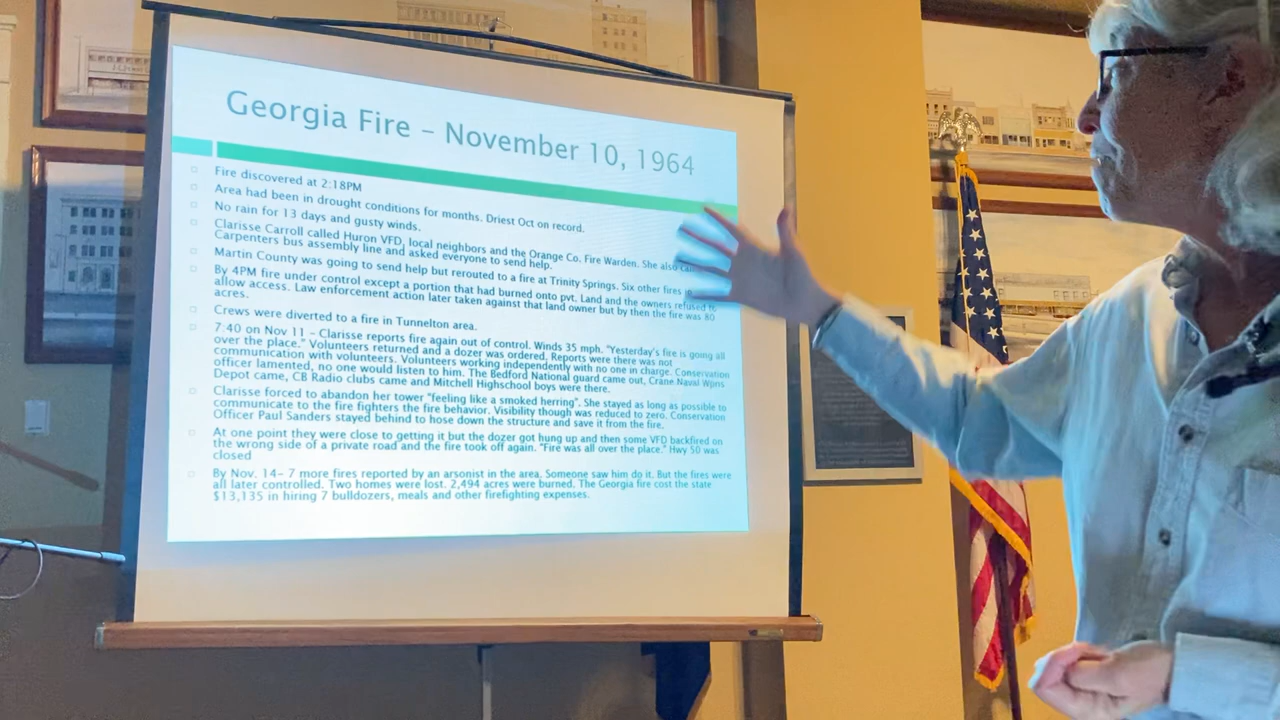 Georgia Fire – November 10, 1964
Fire discovered at 2:18PM
Area had been in drought conditions for months. Driest Oct on record.
No rain for 13 days and gusty winds.
Clarisse Carroll called Huron VFD, local neighbors and the Orange Co. Fire Warden. She also
Carpenters bus assembly line and asked everyone to send help.
Martin County was going to send help but rerouted to a fire at Trinity Springs. Six other fires
By 4PM fire under control except a portion that had burned onto pvt. Land and the owners refused to
allow access. Law enforcement action later taken against that land owner but by then the fire was 80
acres.
Crews were diverted to a fire in Tunnelton area.
7:40 on Nov 11 – Clarisse reports fire again out of control. Winds 35 mph. "Yesterday's fire is going all
over the place." Volunteers returned and a dozer was ordered. Reports were there was not
communication with volunteers. Volunteers working independently with no one in charge. Conservation
officer lamented, no one would listen to him. The Bedford National guard came out, Crane Naval Wpns
Depot came, CB Radio clubs came and Mitchell Highschool boys were there.
Clarisse forced to abandon her tower "feeling like a smoked herring". She stayed as long as possible to
communicate to the fire fighters the fire behavior. Visibility though was reduced to zero. Conservation
Officer Paul Sanders stayed behind to hose down the structure and save it from the fire.
At one point they were close to getting it but the dozer got hung up and then some VFD backfired on
the wrong side of a private road and the fire took off again. "Fire was all over the place." Hwy 50 was
closed
By Nov. 14– 7 more fires reported by an arsonist in the area. Someone saw him do it. But the fires were
all later controlled. Two homes were lost. 2,494 acres were burned. The Georgia fire cost the state
$13,135 in hiring 7 bulldozers, meals and other firefighting expenses.